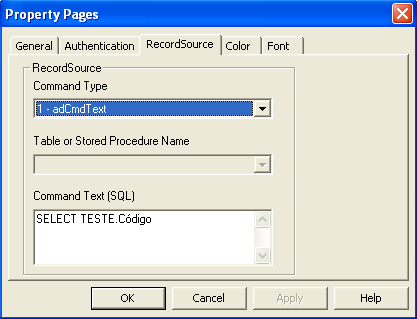 Property Pages
General Authentication RecordSource Color Font
RecordSource
Command Type
1 - adCmdText
Table or Stored Procedure Name
Command Text (SQL)
SELECT TESTE.Código
OK Cancel Apply Help